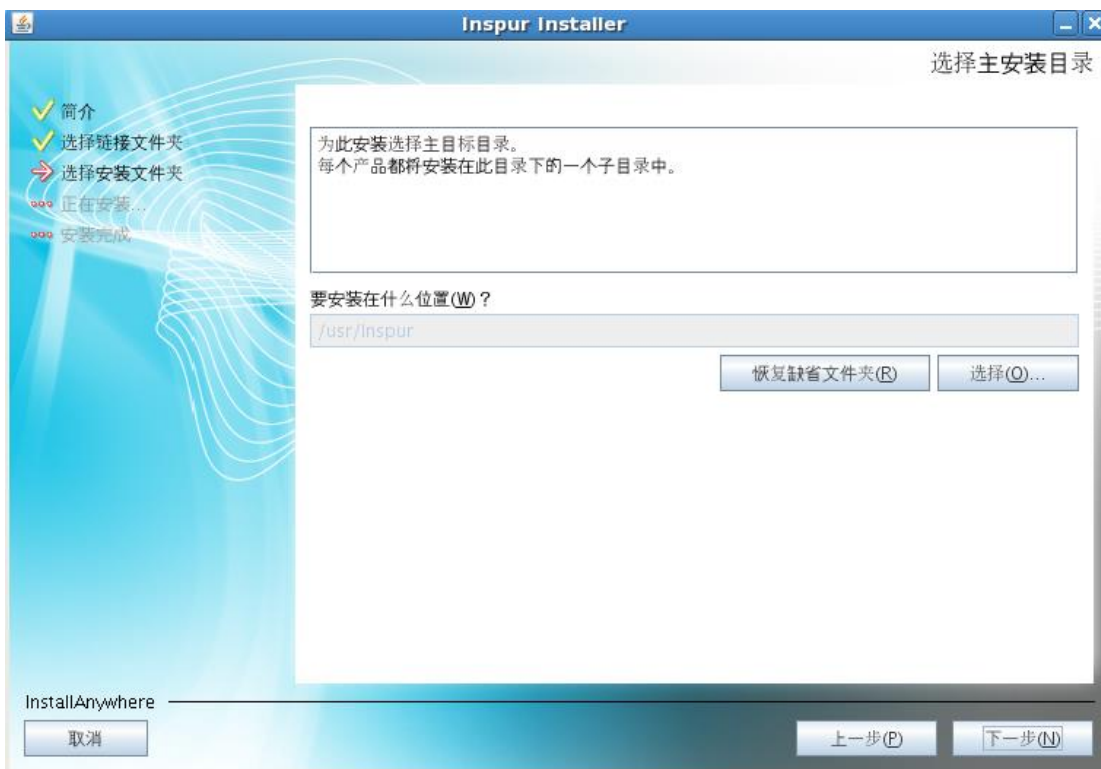 Inspur Installer
选择主安装目录
简介
选择链接文件夹
选择安装文件夹
正在安装...
安装完成
为此安装选择主目标目录。
每个产品都将安装在此目录下的一个子目录中。
要安装在什么位置(W)？
/usr/Inspur
恢复缺省文件夹(R)
选择(O)...
InstallAnywhere
取消
上一步(P)
下一步(N)